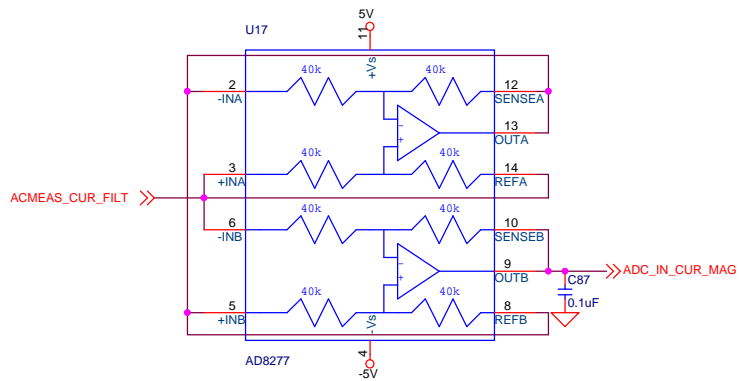 5V
U17
11
+Vs
40k
40k
2
-INA
12
SENSEA
13
OUTA
40k
40k
3
+INA
14
REFA
ACMEAS_CUR_FILT
40k
40k
6
-INB
10
SENSEB
9
OUTB
ADC_IN_CUR_MAG
C87
0.1uF
40k
40k
5
+INB
8
REFB
-Vs
4
AD8277
-5V